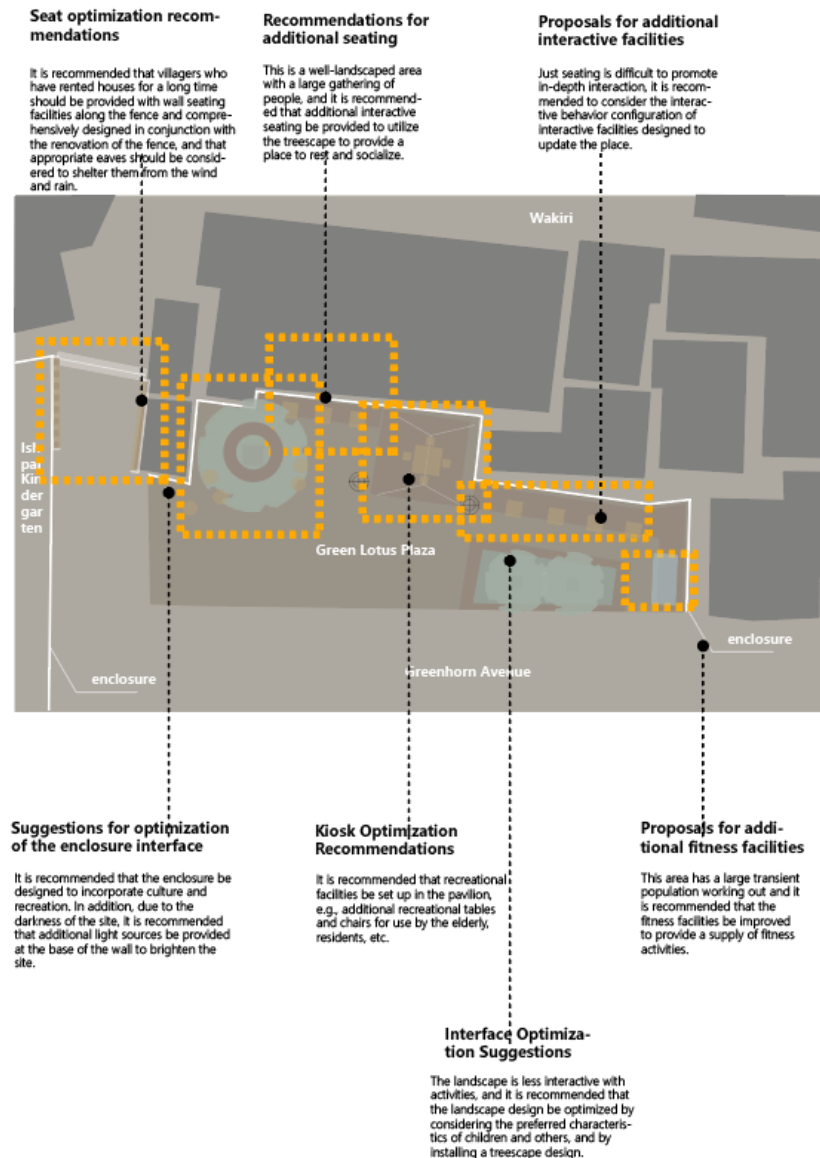 Seat optimization recom-
mendations
It is recommended that villagers who
have rented houses for a long time
should be provided with wall seating
facilities along the fence and compre-
hensively designed in conjunction with
the renovation of the fence, and that
appropriate eaves should be consid-
ered to shelter them from the wind
and rain.
Recommendations for
additional seating
This is a well-landscaped area
with a large gathering of
people, and it is recommend-
ed that additional interactive
seating be provided to utilize
the treescape to provide a
place to rest and socialize.
Proposals for additional
interactive facilities
Just seating is difficult to promote
in-depth interaction, it is recom-
mended to consider the interac-
tive behavior configuration of
interactive facilities designed to
update the place.
Wakiri
Kin
der
gar
ten
Green Lotus Plaza
enclosure
Greenhorn Avenue
enclosure
Suggestions for optimization
of the enclosure interface
It is recommended that the enclosure be
designed to incorporate culture and
recreation. In addition, due to the
darkness of the site, it is recommended
that additional light sources be provided
at the base of the wall to brighten the
site.
Kiosk Optimization
Recommendations
It is recommended that recreational
facilities be set up in the pavilion,
e.g., additional recreational tables
and chairs for use by the elderly,
residents, etc.
Proposals for addi-
tional fitness facilities
This area has a large transient
population working out and it
is recommended that the
fitness facilities be improved
to provide a supply of fitness
activities.
Interface Optimiza-
tion Suggestions
The landscape is less interactive with
activities, and it is recommended that
the landscape design be optimized by
considering the preferred characteris-
tics of children and others, and by
installing a treescape design.